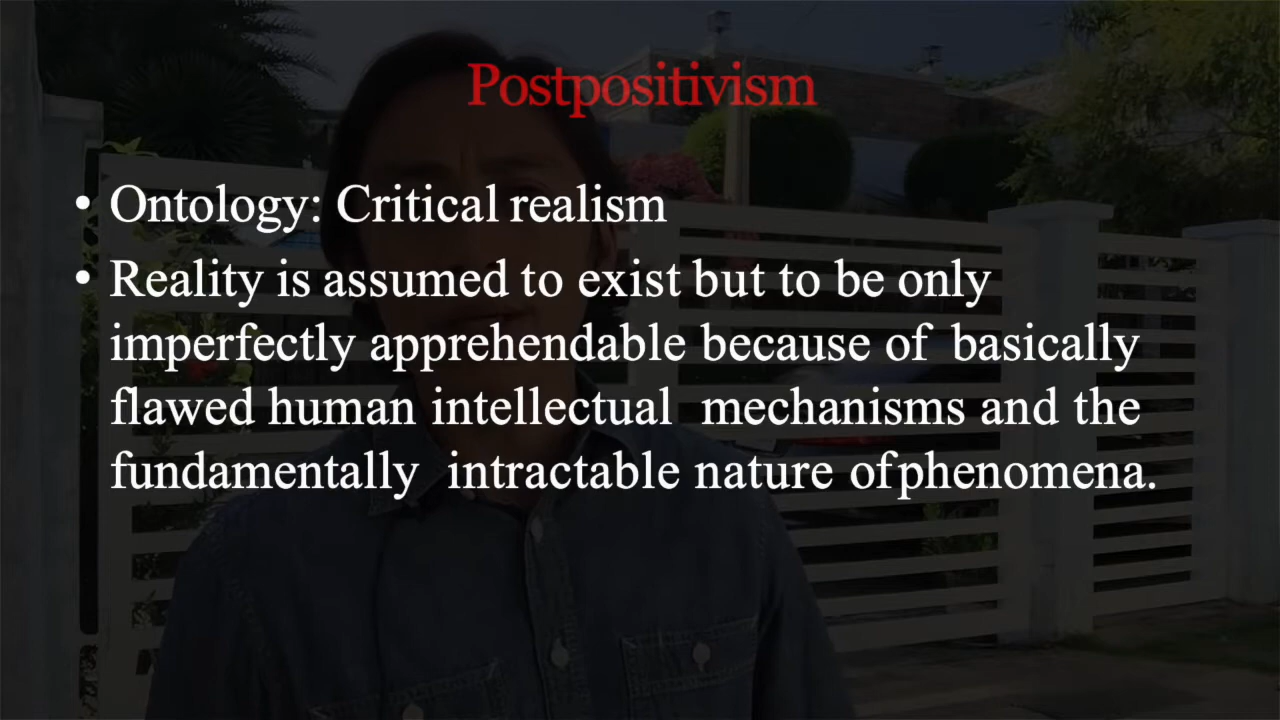 Postpositivism
• Ontology: Critical realism
• Reality is assumed to exist but to be only
imperfectly apprehendable because of basically
flawed human intellectual mechanisms and the
fundamentally intractable nature ofphenomena.